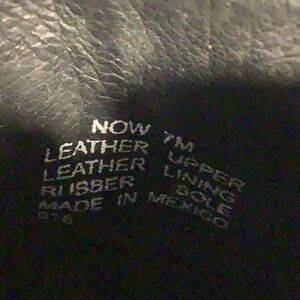 NOW 7M
LEATHER UPPER
LEATHER LINING
RUBBER SOLE
MADE IN MEXICO